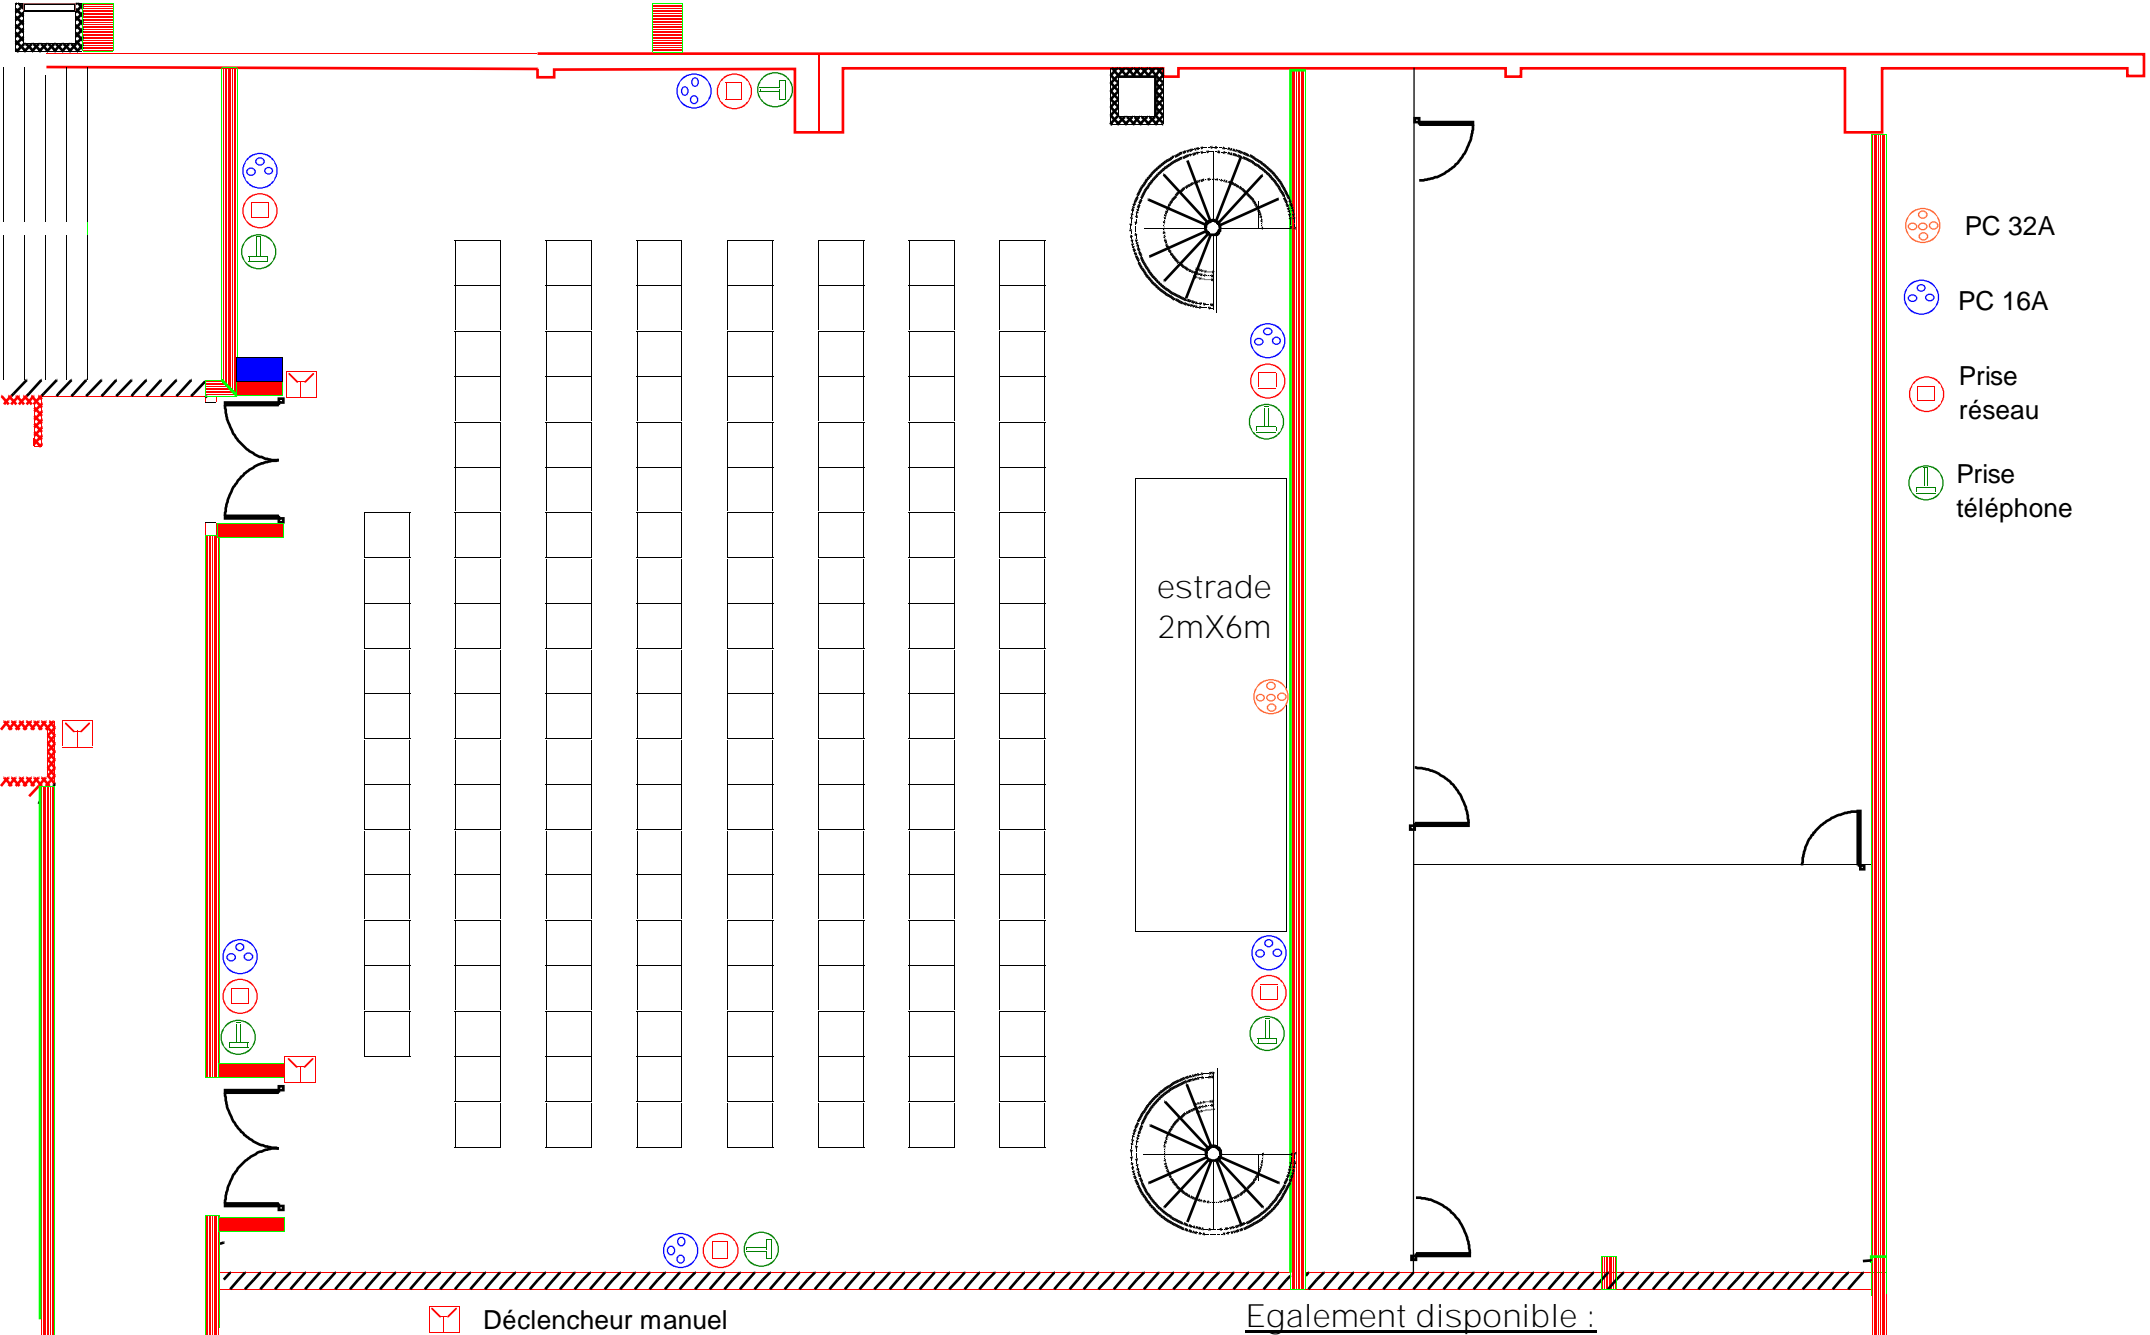 PC 32A
PC 16A
Prise
réseau
Prise
téléphone
estrade
2mX6m
Déclencheur manuel
Egalement disponible :